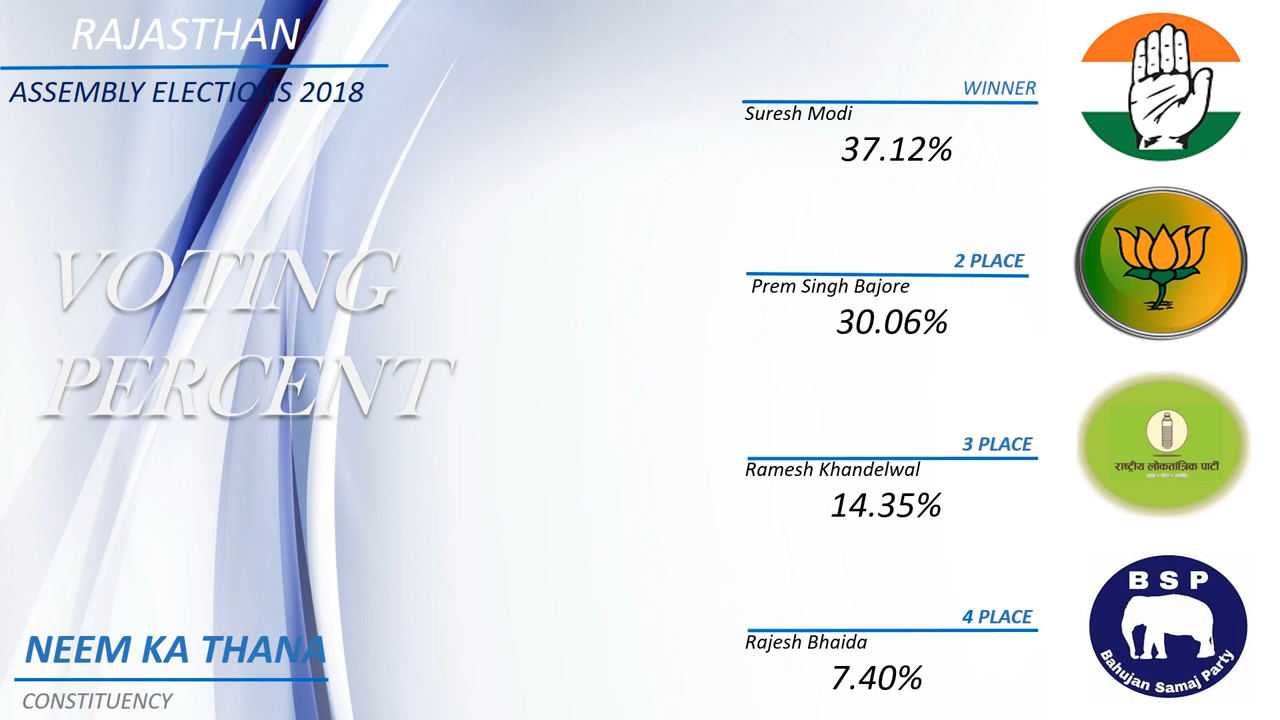 RAJASTHAN
ASSEMBLY ELECTIONS 2018
VOTING
PERCENT
NEEM KA THANA
CONSTITUENCY
WINNER
Suresh Modi
37.12%
2 PLACE
Prem Singh Bajore
30.06%
3 PLACE
Ramesh Khandelwal
14.35%
राष्ट्रीय लोकतांत्रिक पार्टी
4 PLACE
Rajesh Bhaida
7.40%
BSP
Bahujan Samaj Party